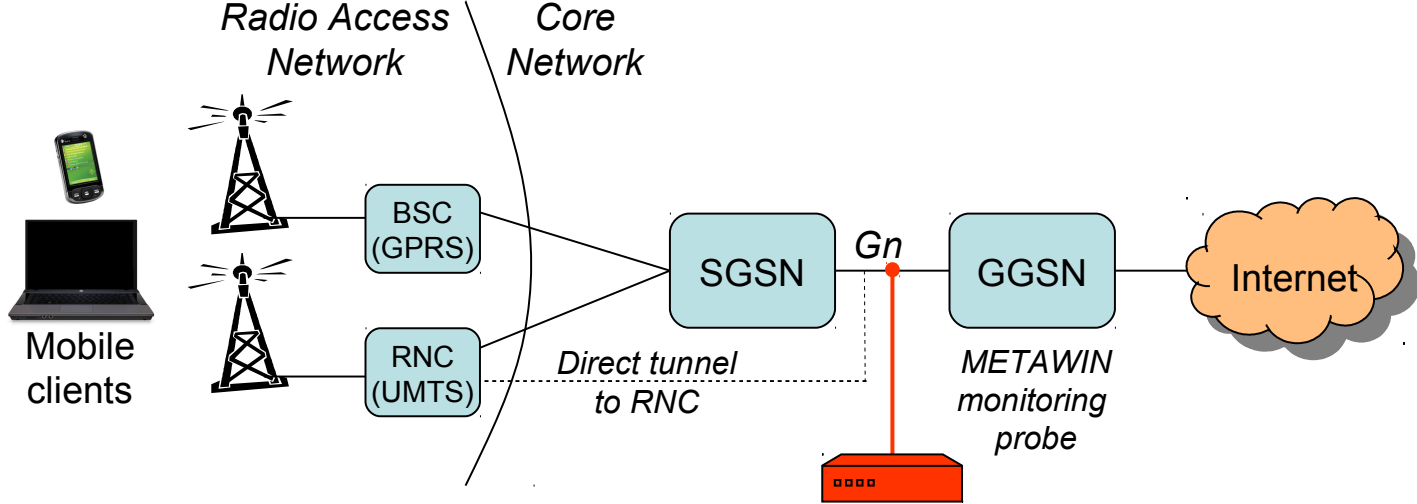 Radio Access
Network
Core
Network
BSC
(GPRS)
SGSN
Gn
GGSN
Internet
Mobile
clients
RNC
(UMTS)
Direct tunnel
to RNC
METAWIN
monitoring
probe